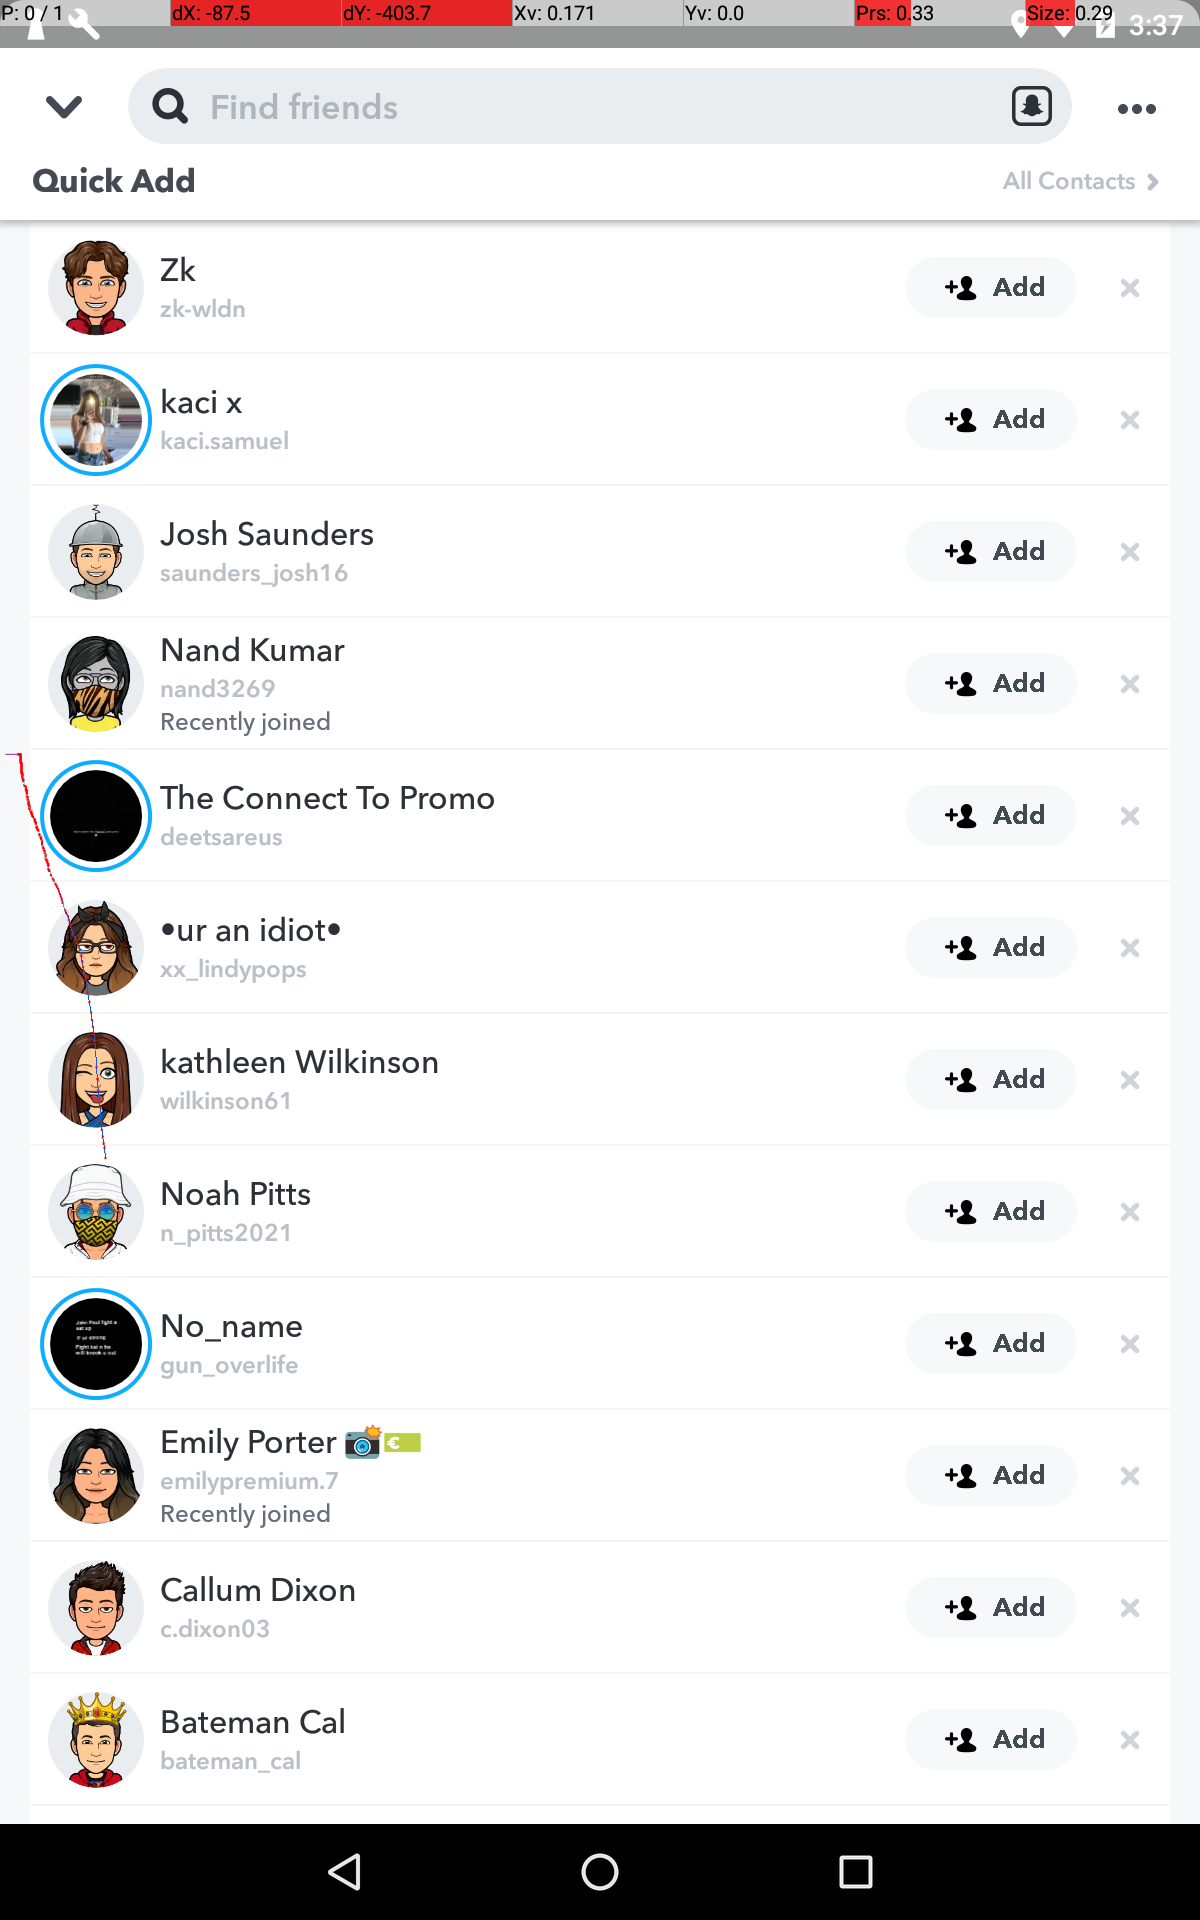 P: 0 / 1 dX: -87.5 dY: -403.7 Xv: 0.171 Yv: 0.0 Prs: 0.33 Size: 0.29
3:37
Find friends
Quick Add All Contacts
Zk
zk-wldn
Add
kaci x
kaci.samuel
Add
Josh Saunders
saunders_josh16
Add
Nand Kumar
nand3269
Recently joined
Add
The Connect To Promo
deetsareus
Add
•ur an idiot•
xx_lindypops
Add
kathleen Wilkinson
wilkinson61
Add
Noah Pitts
n_pitts2021
Add
No_name
gun_overlife
Add
Emily Porter 📸💶
emilypremium.7
Recently joined
Add
Callum Dixon
c.dixon03
Add
Bateman Cal
bateman_cal
Add